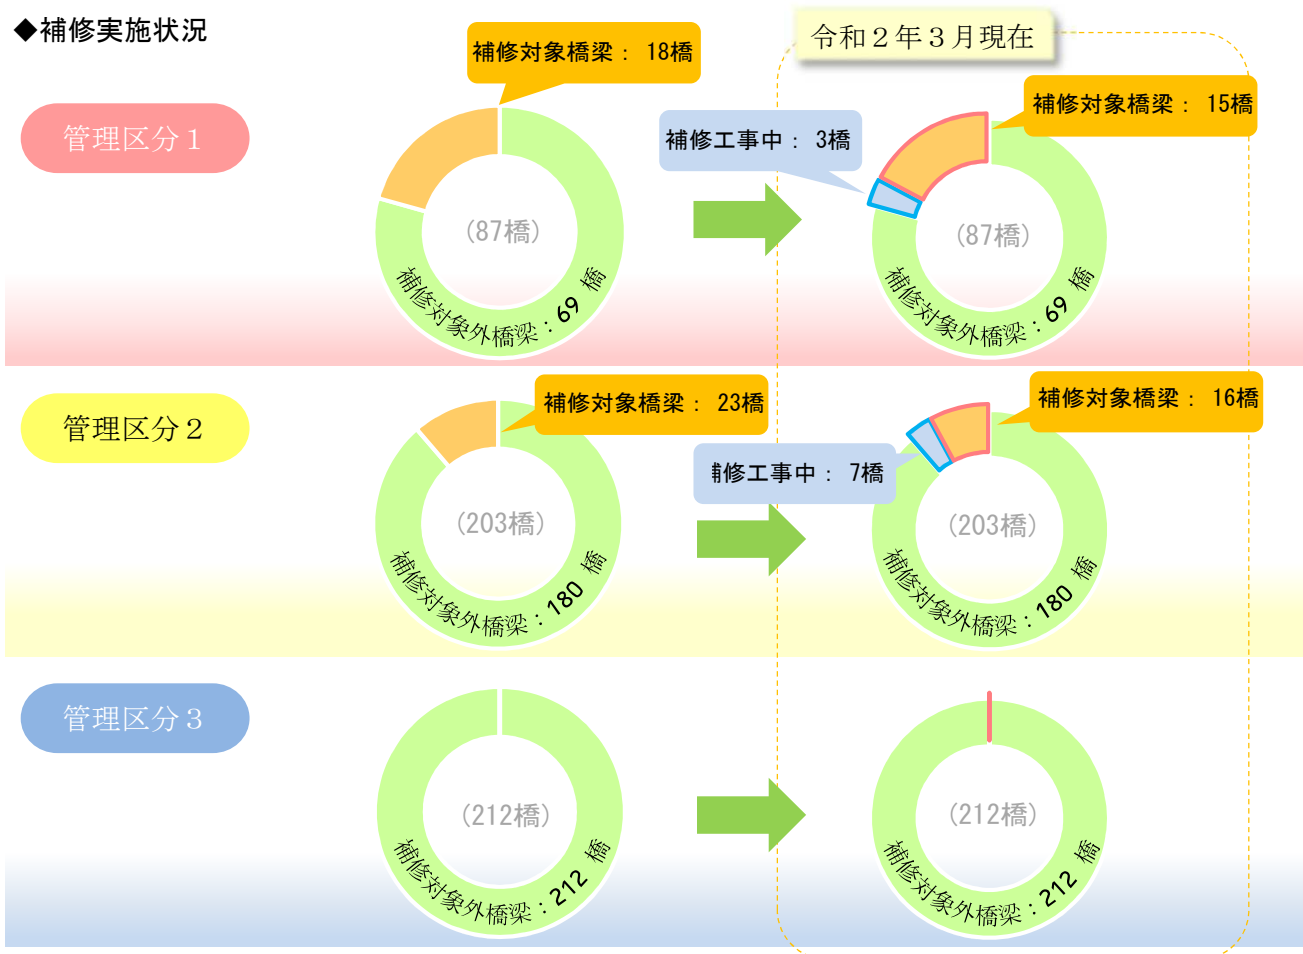 ◆補修実施状況
令和２年３月現在
管理区分１
補修対象橋梁： 18橋
(87橋)
補修対象外橋梁：69 橋
補修対象橋梁： 15橋
補修工事中： 3橋
(87橋)
補修対象外橋梁：69 橋
管理区分２
補修対象橋梁： 23橋
(203橋)
補修対象外橋梁：180 橋
補修対象橋梁： 16橋
修工事中： 7橋
(203橋)
補修対象外橋梁：180 橋
管理区分３
(212橋)
補修対象外橋梁：212 橋
(212橋)
補修対象外橋梁：212 橋